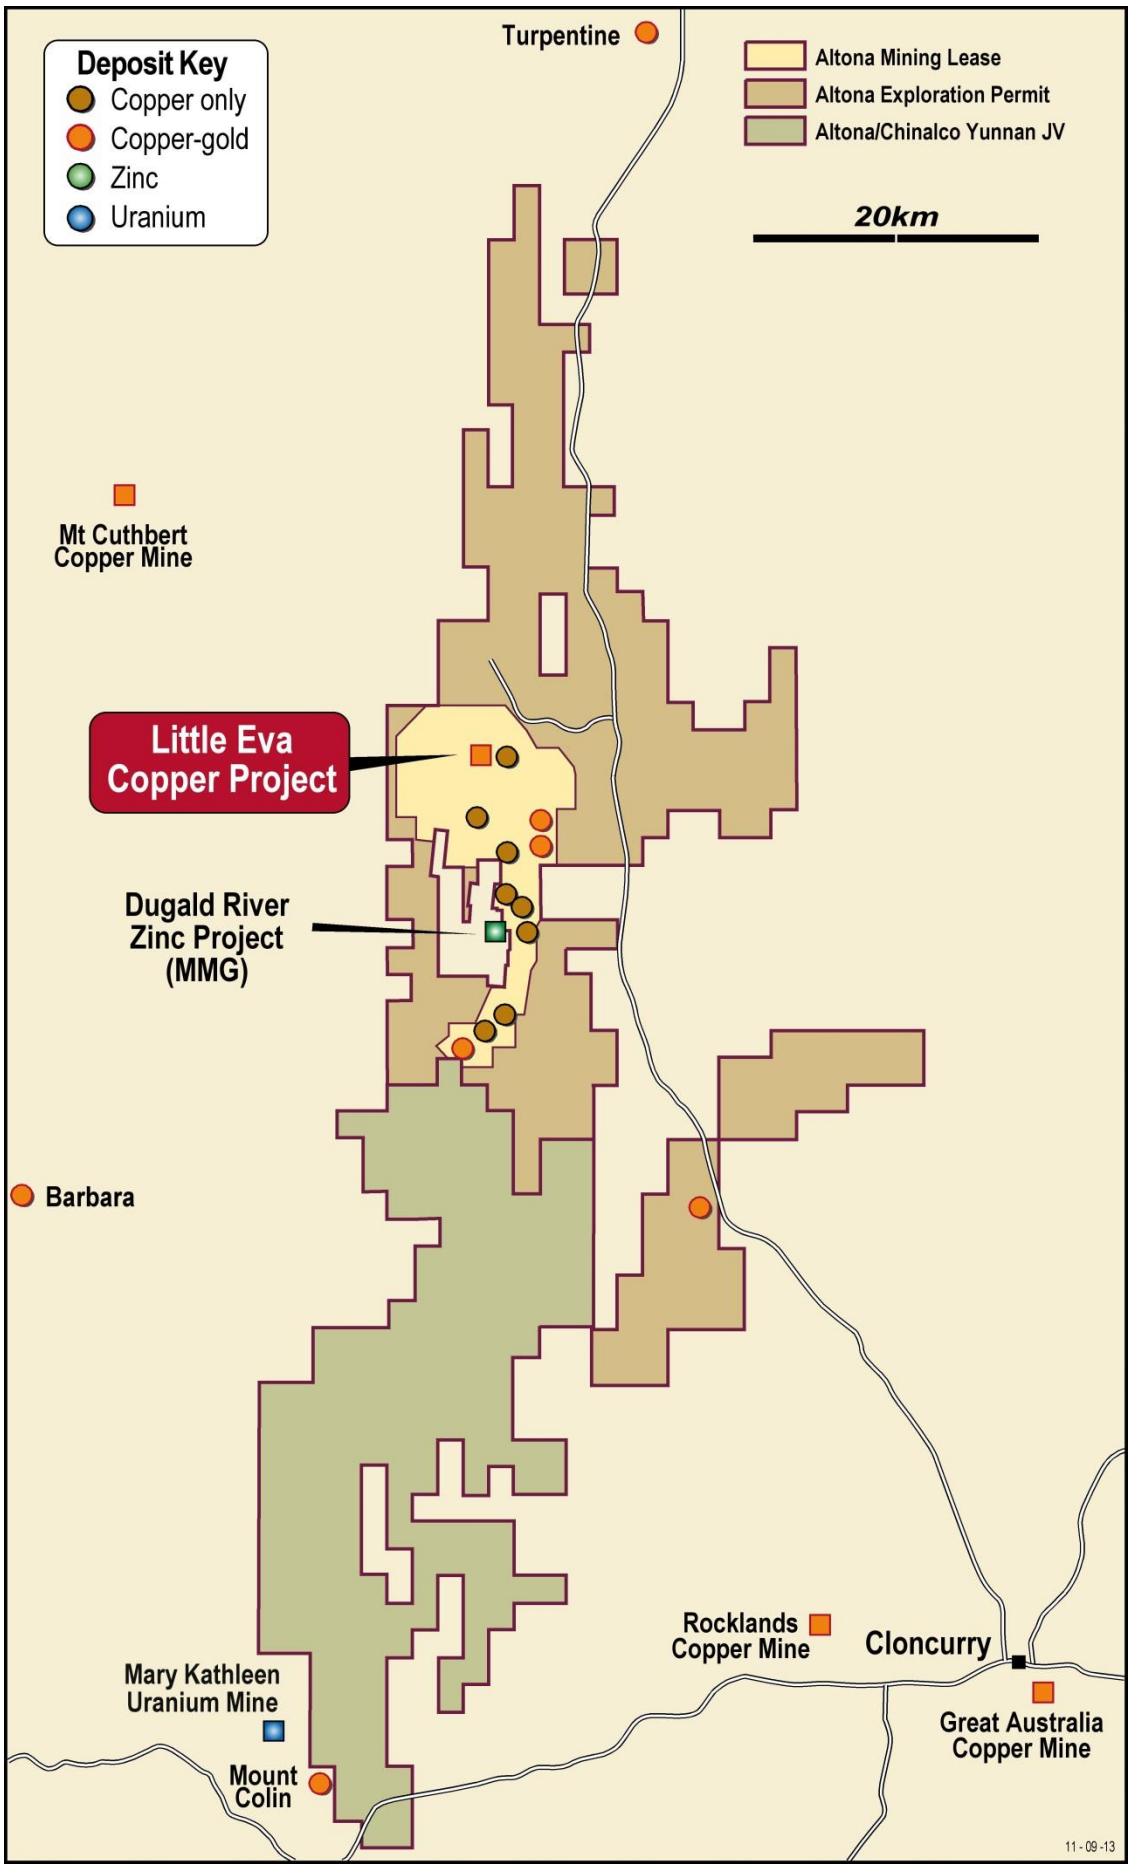 Turpentine
Deposit Key
Copper only
Copper-gold
Zinc
Uranium
Altona Mining Lease
Altona Exploration Permit
Altona/Chinalco Yunnan JV
20km
Mt Cuthbert
Copper Mine
Little Eva
Copper Project
Dugald River
Zinc Project
(MMG)
Barbara
Rocklands
Copper Mine
Cloncurry
Mary Kathleen
Uranium Mine
Great Australia
Copper Mine
Mount
Colin
11 - 09 -13